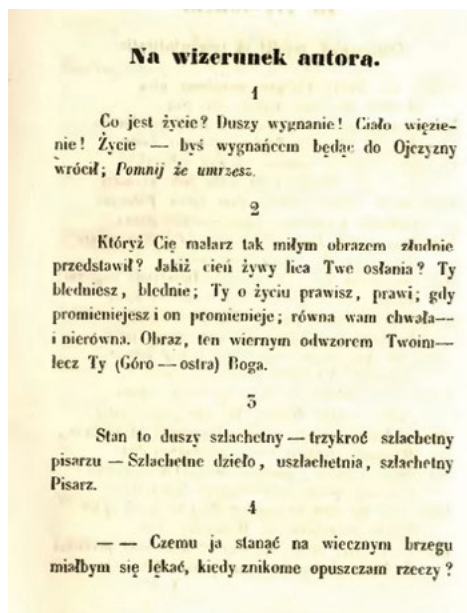 Na wizerunek autora.
1
Co jest życie? Duszy wygnanie! Ciało więzie-
nie! Życie — byś wygnańcem będąc do Ojczyzny
wrócił; Pomnij że umrzesz.
2
Któryż Cię malarz tak miłym obrazem złudnie
przedstawił? Jakiż cień żywy lica Twe osłania? Ty
bledniesz, blednie; Ty o życiu prawisz, prawi; gdy
promieniejesz i on promienieje; równa wam chwała—
i nierówna. Obraz, ten wiernym odwzorem Twoim—
lecz Ty (Góro — ostra) Boga.
3
Stan to duszy szlachetny — trzykroć szlachetny
pisarzu — Szlachetne dzieło, uszlachetnia, szlachetny
Pisarz.
4
— — Czemu ja stanąć na wiecznym brzegu
miałbym się lękać, kiedy znikome opuszczam rzeczy?